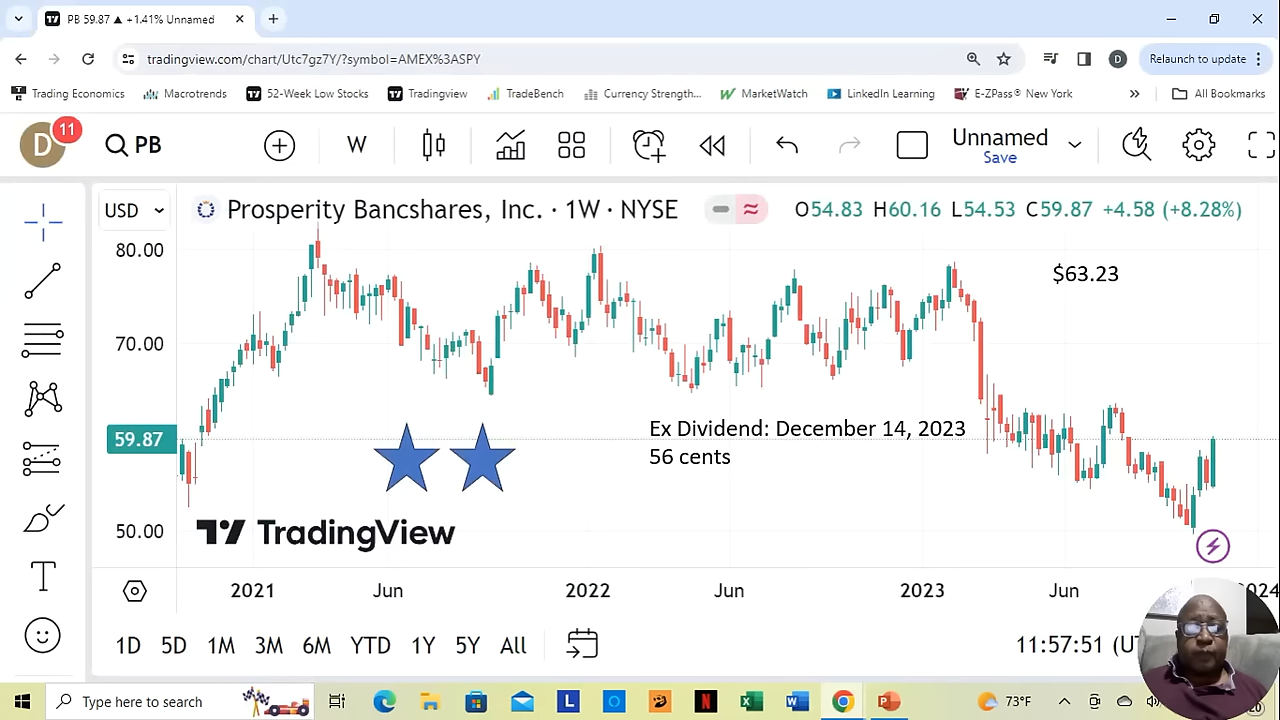 PB 59.87 ▲ +1.41% Unnamed
tradingview.com/chart/Utc7gz7Y/?symbol=AMEX%3ASPY
D
Relaunch to update
Trading Economics
Macrotrends
52-Week Low Stocks
Tradingview
TradeBench
Currency Strength...
MarketWatch
LinkedIn Learning
E-ZPass® New York
All Bookmarks
D
11
PB
W
Unnamed
Save
USD
Prosperity Bancshares, Inc. · 1W · NYSE
O54.83 H60.16 L54.53 C59.87 +4.58 (+8.28%)
80.00
$63.23
70.00
Ex Dividend: December 14, 2023
59.87
56 cents
50.00
TradingView
2021 Jun 2022 Jun 2023 Jun
1D 5D 1M 3M 6M YTD 1Y 5Y All
11:57:51
Type here to search
73°F